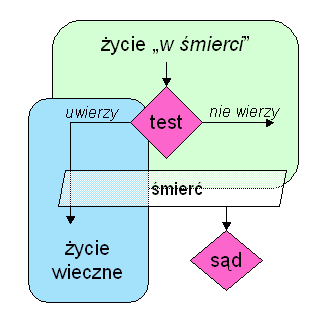 życie „w śmierci”
uwierzy
nie wierzy
test
śmierć
życie
wieczne
sąd